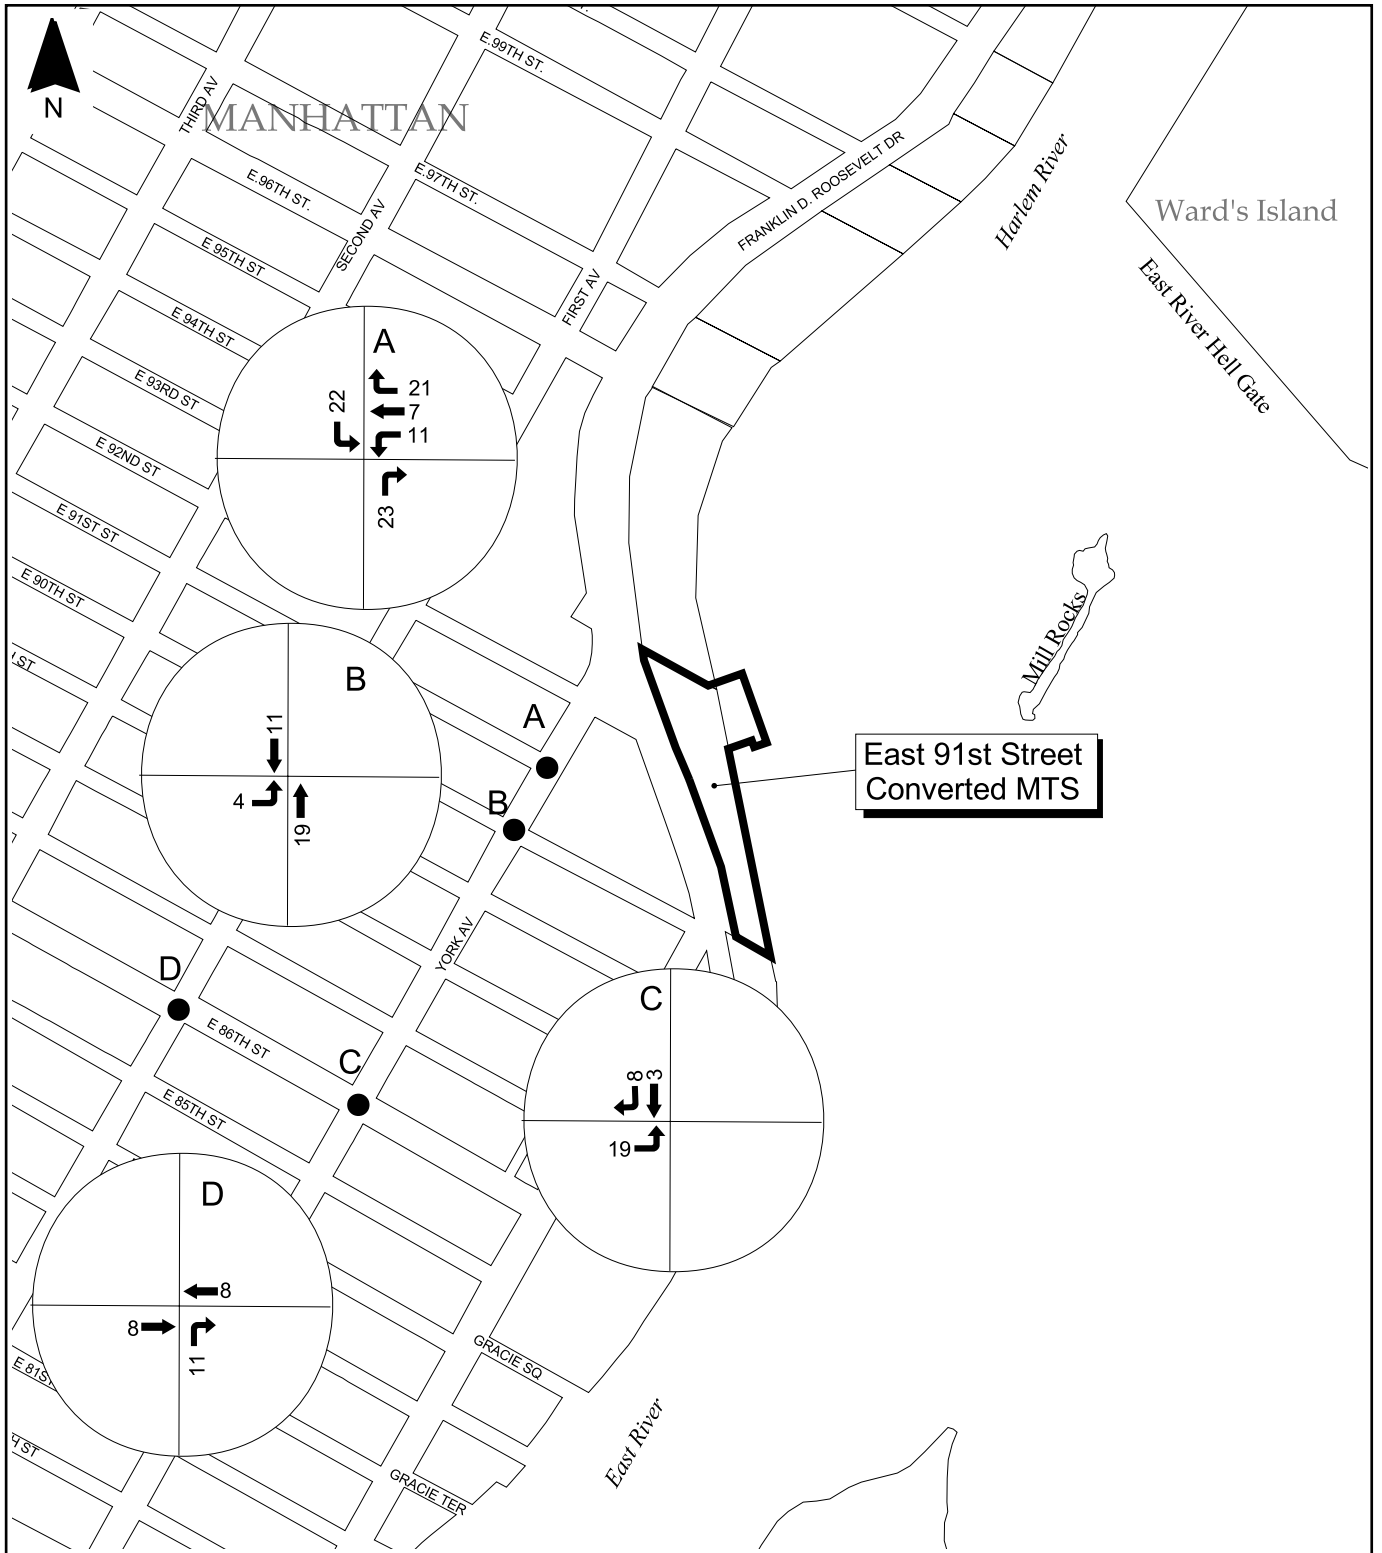 E.99TH ST.
THIRD AV
N
MANHATTAN
FRANKLIN D. ROOSEVELT DR
Harlem River
E.96TH ST.
E.97TH ST.
Ward's Island
SECOND AV
E 95TH ST
FIRST AV
East River Hell Gate
E 94TH ST
A
21
22
7
11
23
E 93RD ST
E 92ND ST
E 91ST ST
E 90TH ST
Mill Rocks
ST
B
11
4
19
A
B
East 91st Street
Converted MTS
YORK AV
D
C
E 86TH ST
C
8
3
19
E 85TH ST
D
8
8
11
GRACIE SQ
E 81ST
East River
H ST
GRACIE TER